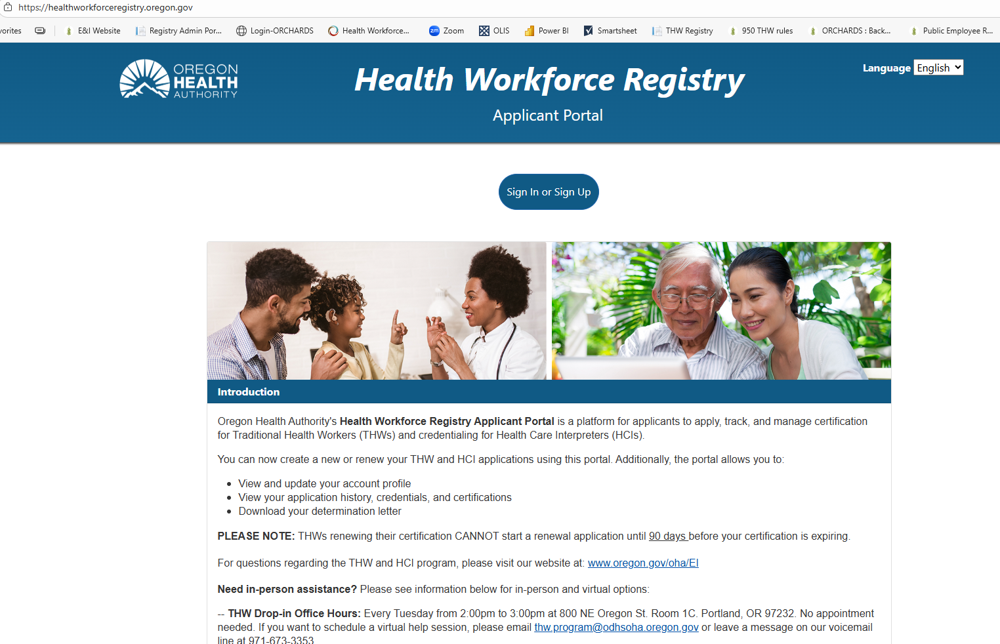 https://healthworkforceregistry.oregon.gov
vorites E&I Website Registry Admin Por... Login-ORCHARDS Health Workforce... zm Zoom OLIS Power BI Smartsheet THW Registry 950 THW rules ORCHARDS : Back... Public Employee R...
OREGON
HEALTH
AUTHORITY
Health Workforce Registry
Applicant Portal
Language English
Sign In or Sign Up
Introduction
Oregon Health Authority's Health Workforce Registry Applicant Portal is a platform for applicants to apply, track, and manage certification
for Traditional Health Workers (THWs) and credentialing for Health Care Interpreters (HCIs).
You can now create a new or renew your THW and HCI applications using this portal. Additionally, the portal allows you to:
• View and update your account profile
• View your application history, credentials, and certifications
• Download your determination letter
PLEASE NOTE: THWs renewing their certification CANNOT start a renewal application until 90 days before your certification is expiring.
For questions regarding the THW and HCI program, please visit our website at: www.oregon.gov/oha/EI
Need in-person assistance? Please see information below for in-person and virtual options:
-- THW Drop-in Office Hours: Every Tuesday from 2:00pm to 3:00pm at 800 NE Oregon St. Room 1C. Portland, OR 97232. No appointment
needed. If you want to schedule a virtual help session, please email thw.program@odhsoha.oregon.gov or leave a message on our voicemail
line at 971-673-3353